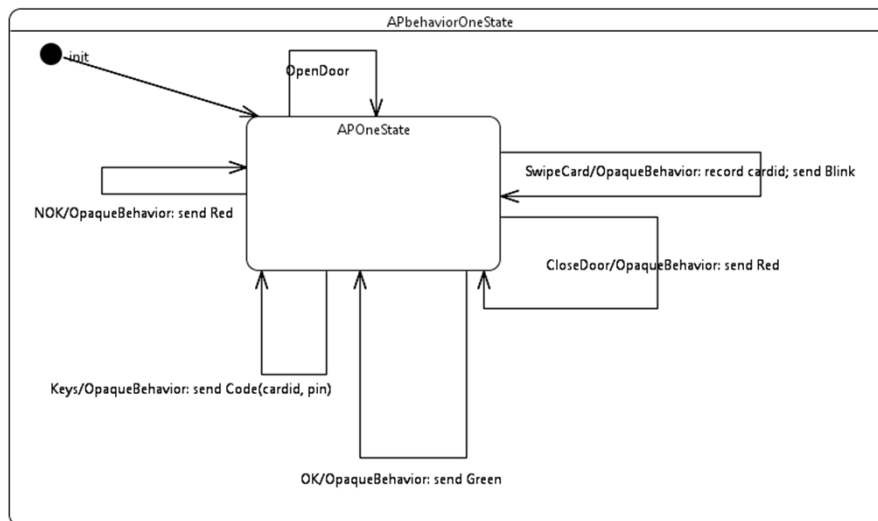 APbehaviorOneState
init
OpenDoor
APOneState
SwipeCard/OpaqueBehavior: record cardid; send Blink
NOK/OpaqueBehavior: send Red
CloseDoor/OpaqueBehavior: send Red
Keys/OpaqueBehavior: send Code(cardid, pin)
OK/OpaqueBehavior: send Green